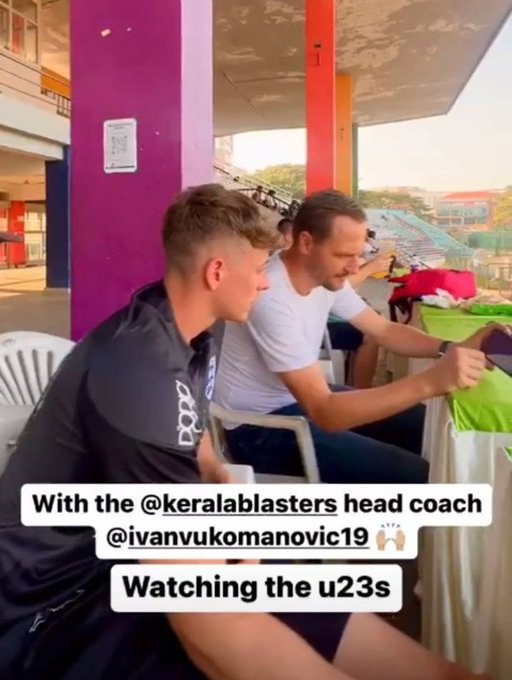 With the @keralablasters head coach
@ivanvukomanovic19 🙌🏼
Watching the u23s